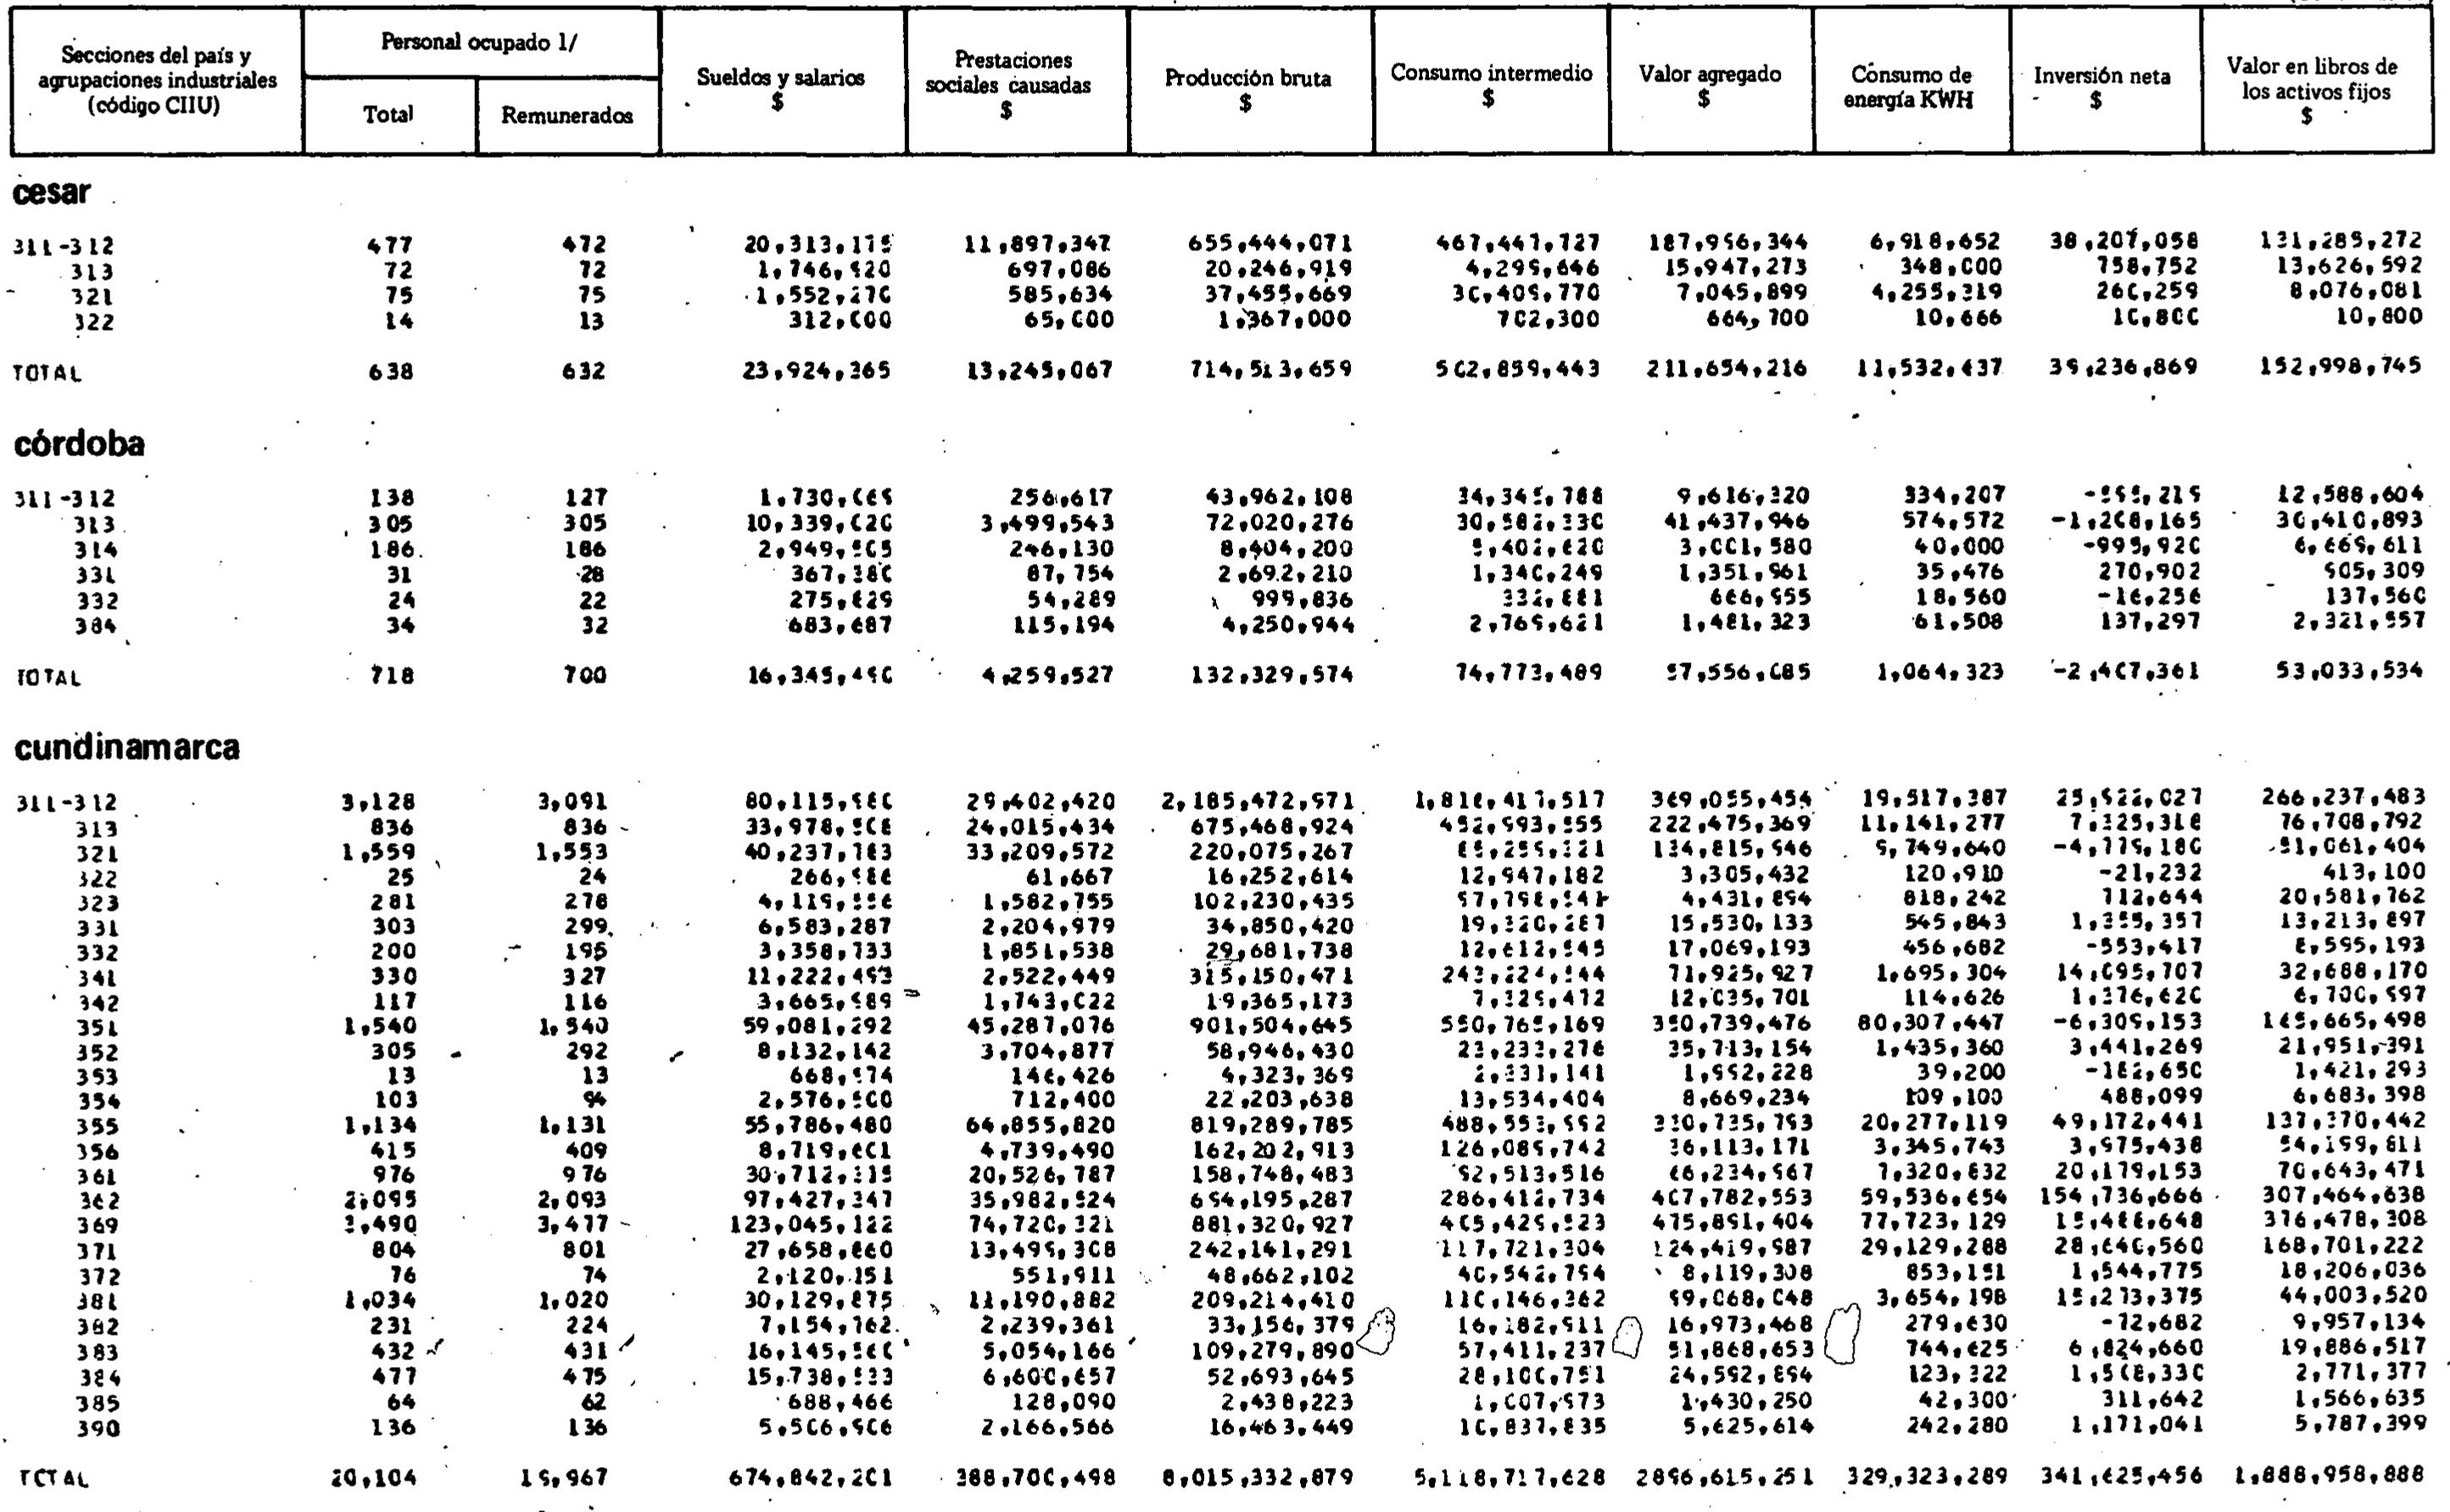 Secciones del país y agrupaciones industriales (código CIIU) Personal ocupado 1/ Total Remunerados Sueldos y salarios $ Prestaciones sociales causadas $ Producción bruta $ Consumo intermedio $ Valor agregado $ Consumo de energía KWH Inversión neta $ Valor en libros de los activos fijos $
cesar
311-312 477 472 20,313,175 11,897,347 655,444,071 467,447,727 187,996,344 6,918,652 38,207,058 131,285,272
313 72 72 1,746,920 697,086 20,246,919 4,299,646 15,947,273 348,000 758,752 13,626,592
321 75 75 1,552,270 585,634 37,455,669 30,409,770 7,045,899 4,255,319 260,259 8,076,081
322 14 13 312,000 65,000 1,367,000 702,300 664,700 10,666 10,800 10,800
TOTAL 638 632 23,924,365 13,245,067 714,513,659 502,859,443 211,654,216 11,532,637 39,236,869 152,998,745
córdoba
311-312 138 127 1,730,069 256,617 43,962,108 34,345,788 9,616,320 334,207 -595,219 12,588,604
313 305 305 10,339,020 3,499,543 72,020,276 30,582,330 41,437,946 574,572 -1,208,165 30,410,893
314 186 186 2,949,505 246,130 8,404,200 5,402,620 3,001,580 40,000 -995,920 6,669,611
331 31 28 367,380 87,754 2,692,210 1,340,249 1,351,961 35,476 270,902 905,309
332 24 22 275,829 54,289 999,836 332,881 666,955 18,560 -16,256 137,560
384 34 32 683,687 115,194 4,250,944 2,769,621 1,481,323 61,508 137,297 2,321,557
TOTAL 718 700 16,345,490 4,259,527 132,329,574 74,773,489 57,556,085 1,064,323 -2,407,361 53,033,534
cundinamarca
311-312 3,128 3,091 80,115,980 29,402,420 2,185,472,971 1,816,417,517 369,055,454 19,517,387 25,922,027 266,237,483
313 836 836 33,978,508 24,015,434 675,468,924 452,993,555 222,475,369 11,141,277 7,325,318 76,708,792
321 1,559 1,553 40,237,783 33,209,572 220,075,267 85,259,321 134,815,946 9,749,640 -4,779,180 51,061,404
322 25 24 266,986 61,667 16,252,614 12,947,182 3,305,432 120,910 -21,232 413,100
323 281 278 4,119,556 1,582,755 102,230,435 97,798,541 4,431,894 818,242 712,644 20,581,762
331 303 299 6,583,287 2,204,979 34,850,420 19,320,287 15,530,133 545,843 1,355,357 13,213,897
332 200 195 3,358,733 1,851,538 29,681,738 12,612,545 17,069,193 456,682 -553,417 8,595,193
341 330 327 11,222,493 2,522,449 315,150,471 243,224,544 71,925,927 1,695,304 14,095,707 32,688,170
342 117 116 3,665,989 1,743,022 19,365,173 7,329,472 12,035,701 114,626 1,376,620 6,700,997
351 1,540 1,540 59,081,292 45,287,076 901,504,645 550,765,169 350,739,476 80,307,447 -6,309,153 165,665,498
352 305 292 8,132,142 3,704,877 58,946,430 23,233,276 35,713,154 1,435,360 3,441,269 21,951,391
353 13 13 668,574 146,426 4,323,369 2,331,141 1,992,228 39,200 -182,650 1,421,293
354 103 94 2,576,500 712,400 22,203,638 13,534,404 8,669,234 109,100 488,099 6,683,398
355 1,134 1,131 55,786,480 64,855,820 819,289,785 488,553,992 330,735,793 20,277,119 49,172,441 137,370,442
356 415 409 8,719,601 4,739,490 162,202,913 126,089,742 36,113,171 3,345,743 3,975,438 54,199,811
361 976 976 30,712,315 20,526,787 158,748,483 92,513,516 66,234,967 7,320,832 20,179,153 70,643,471
362 2,095 2,093 97,427,347 35,982,524 694,195,287 286,412,734 407,782,553 59,536,654 154,736,666 307,464,638
369 3,490 3,477 123,045,122 74,720,321 881,320,927 405,429,523 475,891,404 77,723,129 15,488,648 376,478,308
371 804 801 27,658,860 13,499,308 242,141,291 117,721,304 124,419,987 29,129,288 28,640,560 168,701,222
372 76 74 2,120,151 551,911 48,662,102 40,542,794 8,119,308 853,151 1,544,775 18,206,036
381 1,034 1,020 30,129,875 11,190,882 209,214,410 110,146,362 99,068,048 3,654,198 15,273,375 44,003,520
382 231 224 7,154,762 2,239,361 33,156,379 16,182,911 16,973,468 279,630 -72,682 9,957,134
383 432 431 16,145,560 5,054,166 109,279,890 57,411,237 51,868,653 744,625 6,824,660 19,886,517
384 477 475 15,738,533 6,600,657 52,693,645 28,100,751 24,592,894 123,322 1,508,330 2,771,377
385 64 62 688,466 128,090 2,438,223 1,007,973 1,430,250 42,300 311,642 1,566,635
390 136 136 5,506,906 2,166,566 16,463,449 10,837,835 5,625,614 242,280 1,171,041 5,787,399
TOTAL 20,104 19,967 674,842,201 388,700,498 8,015,332,879 5,118,717,628 2896,615,251 329,323,289 341,625,456 1,888,958,888